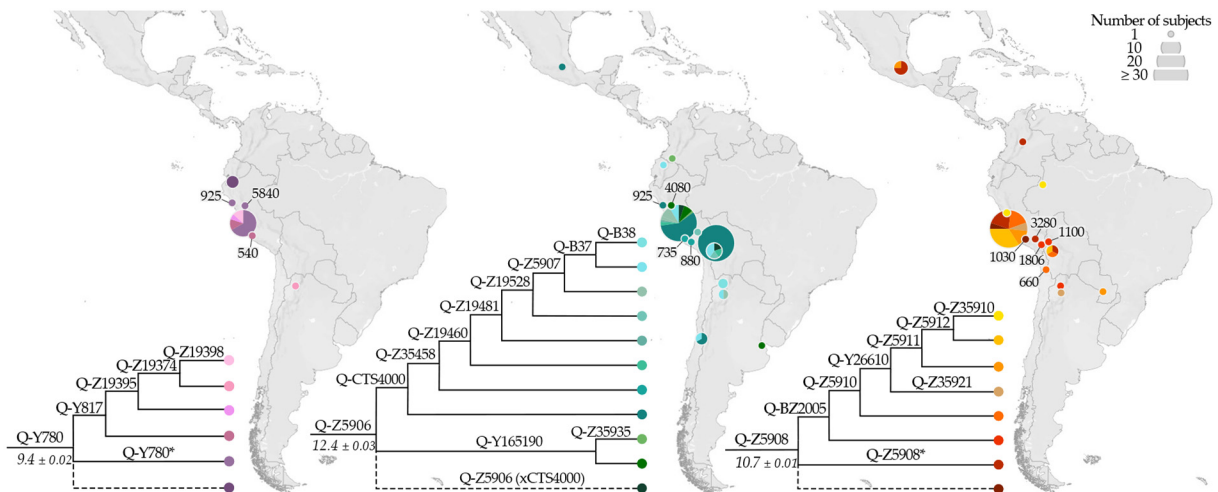 Number of subjects
1
10
20
≥ 30
925
5840
540
Q-Z19398
Q-Z19374
Q-Z19395
Q-Y817
Q-Y780
9.4 ± 0.02
Q-Y780*
925
4080
735
880
Q-B38
Q-B37
Q-Z5907
Q-Z19528
Q-Z19481
Q-Z19460
Q-Z35458
Q-CTS4000
Q-Z5906
12.4 ± 0.03
Q-Y165190
Q-Z35935
Q-Z5906 (xCTS4000)
3280
1100
1030
1806
660
Q-Z35910
Q-Z5912
Q-Z5911
Q-Y26610
Q-Z35921
Q-Z5910
Q-BZ2005
Q-Z5908
10.7 ± 0.01
Q-Z5908*